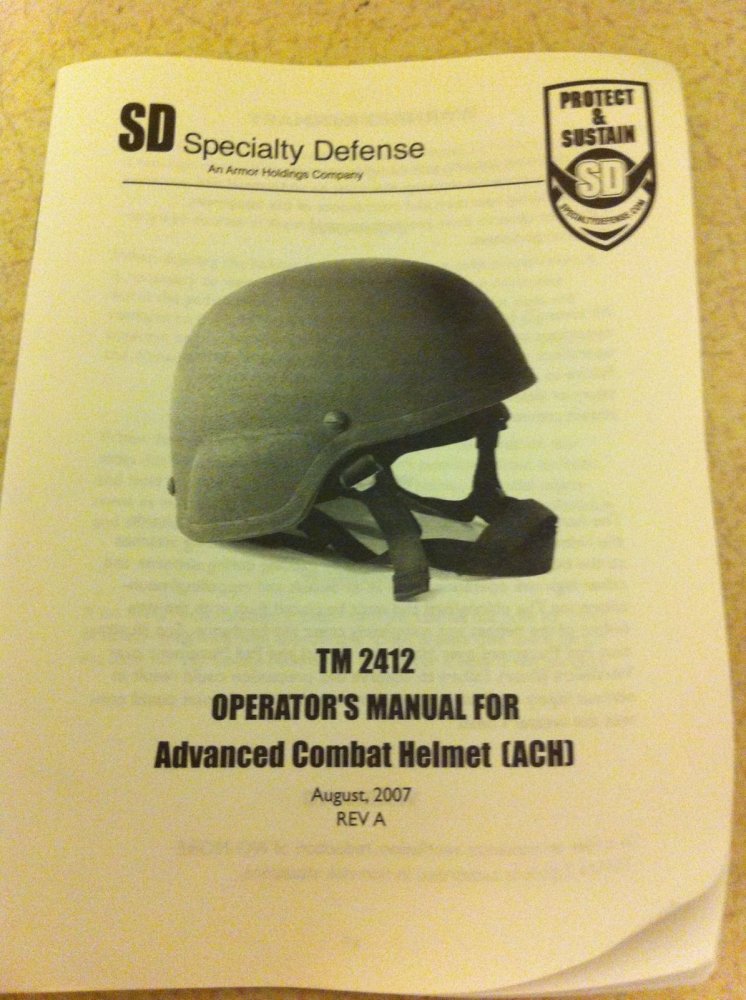 SD Specialty Defense
An Armor Holdings Company
PROTECT
&
SUSTAIN
SD
SPECIALTYDEFENSE.COM
TM 2412
OPERATOR'S MANUAL FOR
Advanced Combat Helmet (ACH)
August, 2007
REV A